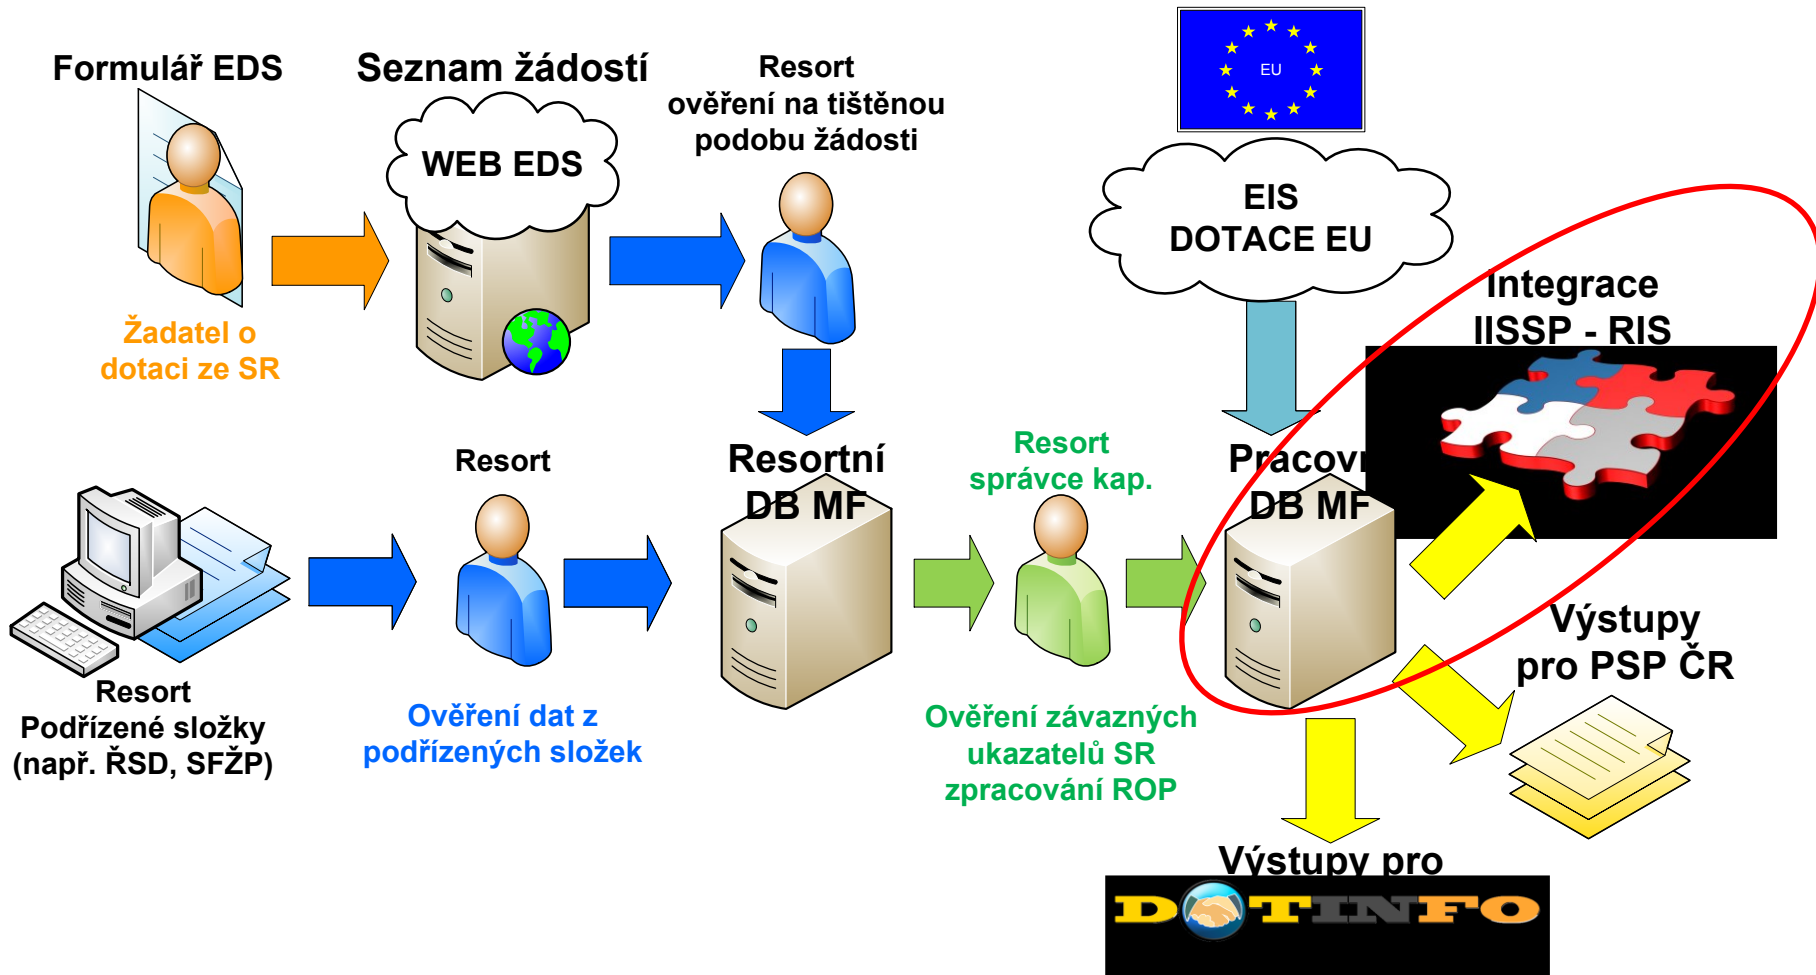 Formulář EDS
Seznam žádostí
Resort
ověření na tištěnou
podobu žádosti
EU
WEB EDS
EIS
DOTACE EU
Integrace
IISSP - RIS
Žadatel o
dotaci ze SR
Resort
Resortní
DB MF
Resort
správce kap.
Pracovn
DB MF
Resort
Podřízené složky
(např. ŘSD, SFŽP)
Ověření dat z
podřízených složek
Ověření závazných
ukazatelů SR
zpracování ROP
Výstupy
pro PSP ČR
Výstupy pro
DOTINFO